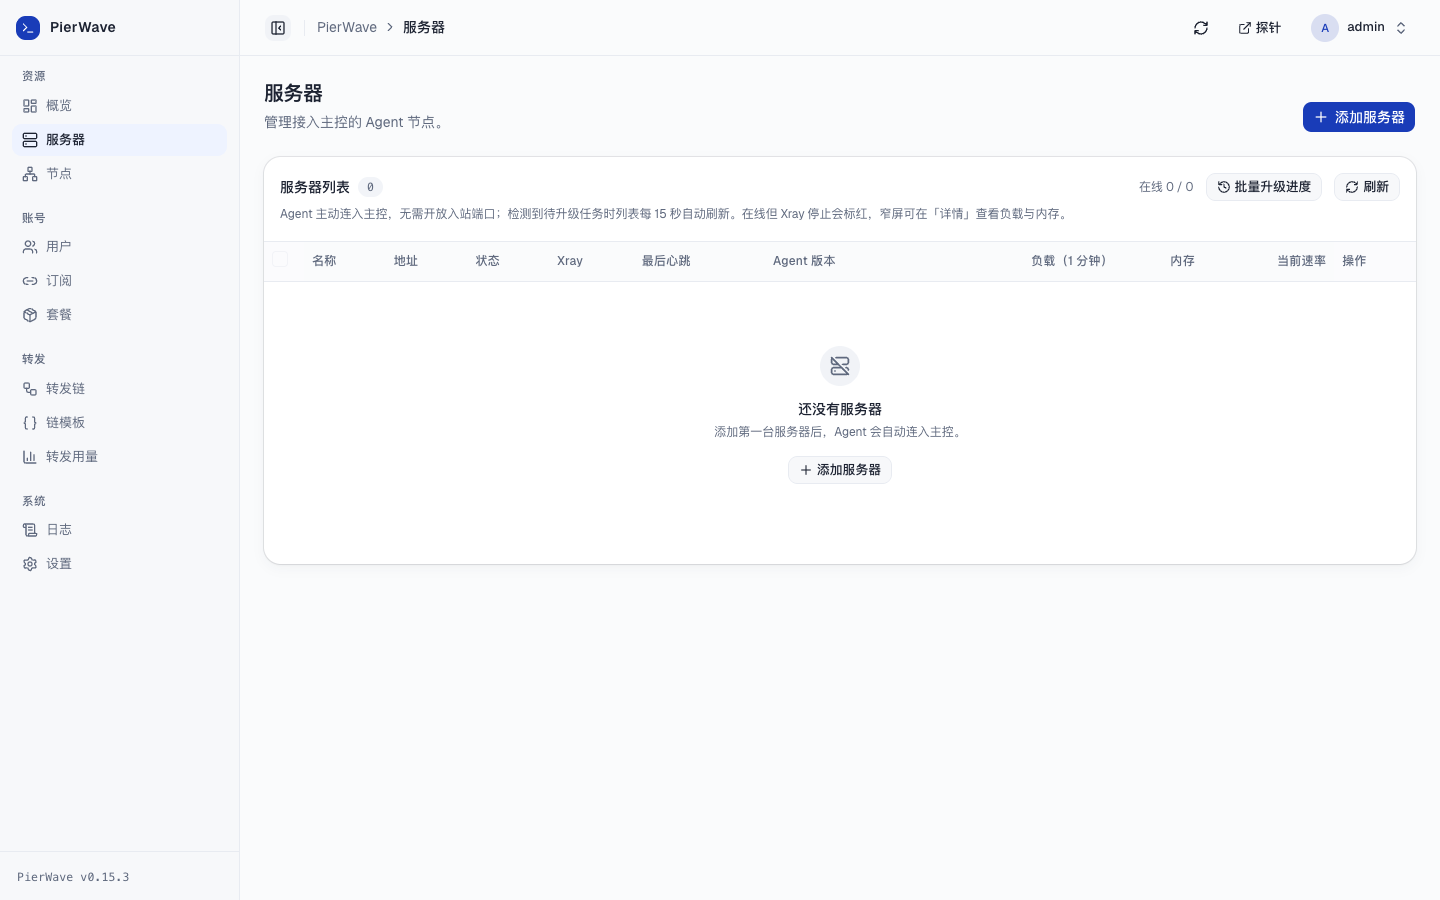 PierWave
PierWave > 服务器
探针
A admin
资源
概览
服务器
节点
账号
用户
订阅
套餐
转发
转发链
链模板
转发用量
系统
日志
设置
PierWave v0.15.3
服务器
管理接入主控的 Agent 节点。
添加服务器
服务器列表 0
在线 0 / 0 批量升级进度 刷新
Agent 主动连入主控，无需开放入站端口；检测到待升级任务时列表每 15 秒自动刷新。在线但 Xray 停止会标红，窄屏可在「详情」查看负载与内存。
名称 地址 状态 Xray 最后心跳 Agent 版本 负载（1 分钟） 内存 当前速率 操作
还没有服务器
添加第一台服务器后，Agent 会自动连入主控。
添加服务器